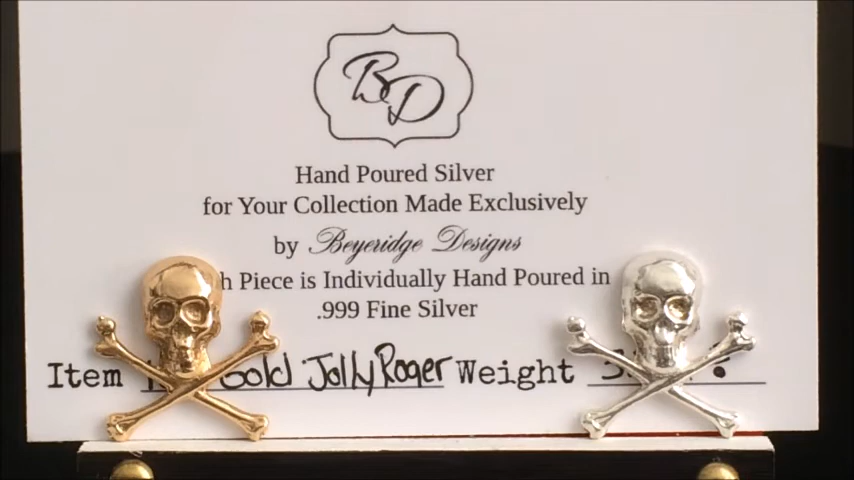 BD
Hand Poured Silver
for Your Collection Made Exclusively
by Beyeridge Designs
h Piece is Individually Hand Poured in
.999 Fine Silver
Item Gold Jolly Roger Weight